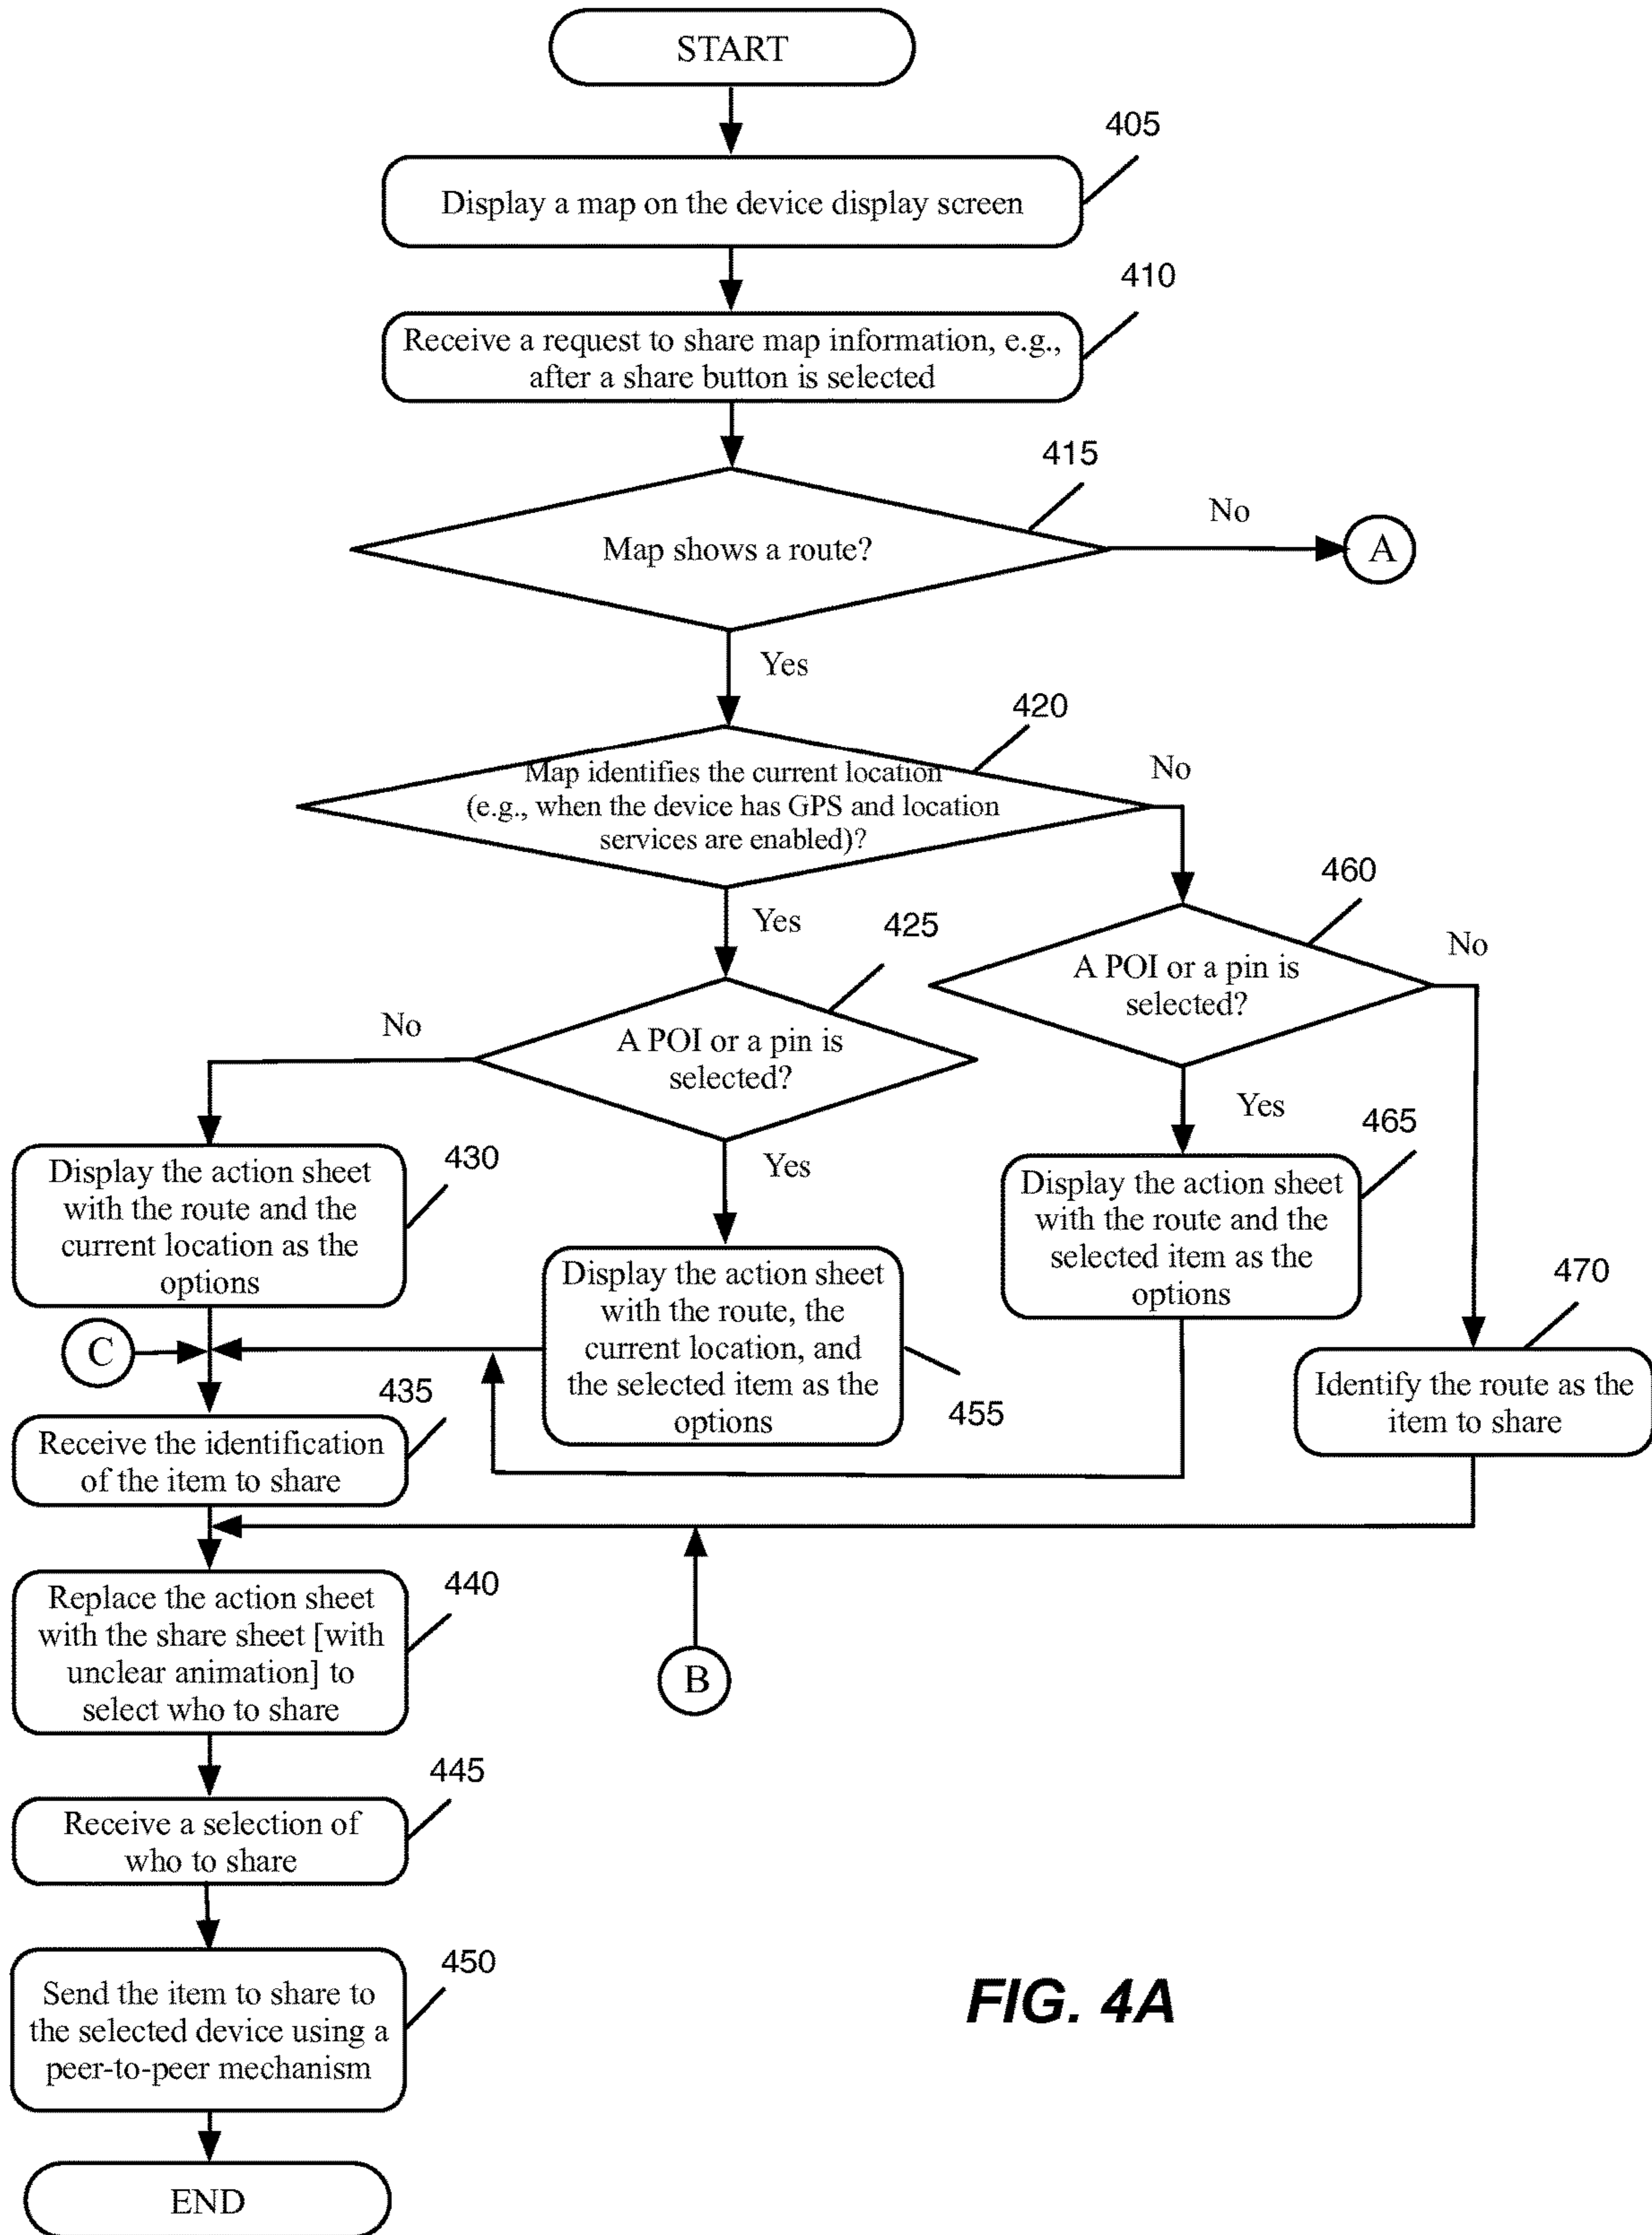 START
405
Display a map on the device display screen
410
Receive a request to share map information, e.g.,
after a share button is selected
415
Map shows a route?
No
A
Yes
420
Map identifies the current location
(e.g., when the device has GPS and location
services are enabled)?
No
Yes
460
A POI or a pin is
selected?
No
425
A POI or a pin is
selected?
No
Yes
Yes
430
Display the action sheet
with the route and the
current location as the
options
465
Display the action sheet
with the route and the
selected item as the
options
455
Display the action sheet
with the route, the
current location, and
the selected item as the
options
470
Identify the route as the
item to share
C
435
Receive the identification
of the item to share
440
Replace the action sheet
with the share sheet [with
unclear animation] to
select who to share
B
445
Receive a selection of
who to share
450
Send the item to share to
the selected device using a
peer-to-peer mechanism
END
FIG. 4A